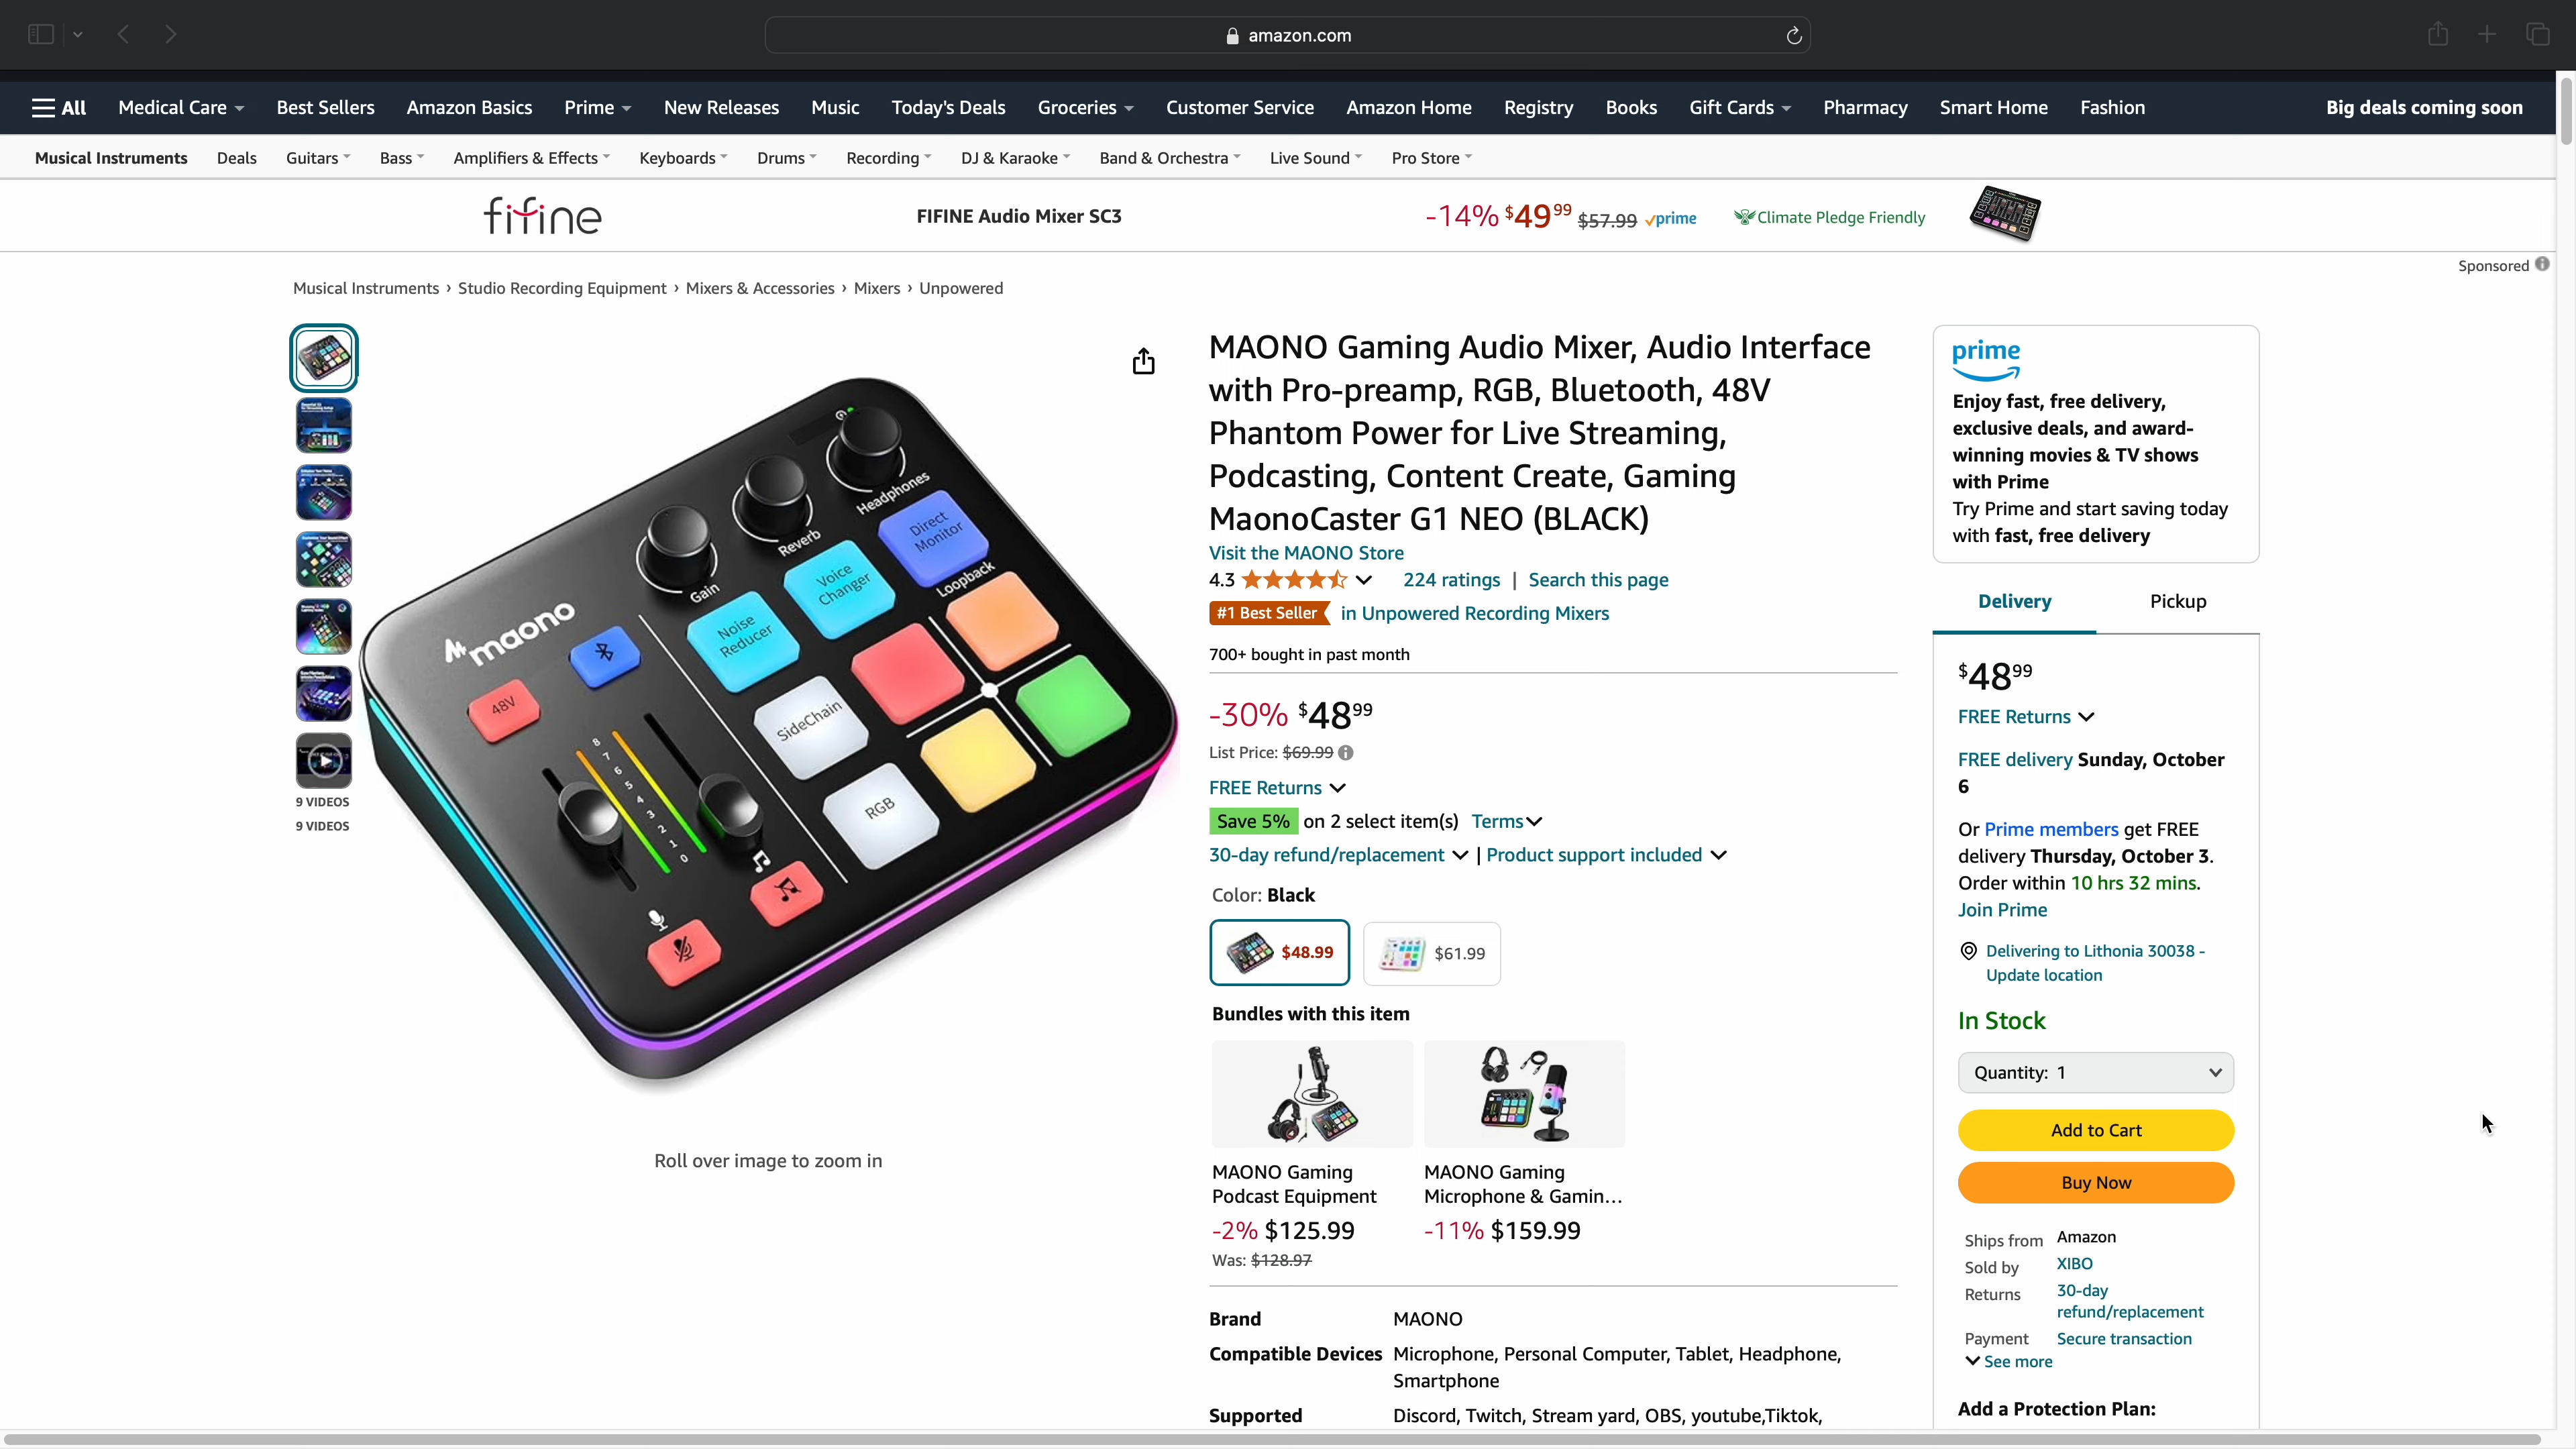 amazon.com
All Medical Care Best Sellers Amazon Basics Prime New Releases Music Today's Deals Groceries Customer Service Amazon Home Registry Books Gift Cards Pharmacy Smart Home Fashion Big deals coming soon
Musical Instruments Deals Guitars Bass Amplifiers & Effects Keyboards Drums Recording DJ & Karaoke Band & Orchestra Live Sound Pro Store
fifine FIFINE Audio Mixer SC3 -14% $49.99 $57.99 prime Climate Pledge Friendly
Sponsored
Musical Instruments › Studio Recording Equipment › Mixers & Accessories › Mixers › Unpowered
9 VIDEOS
9 VIDEOS
Headphones
Reverb
Gain
Direct Monitor
Loopback
Voice Changer
Noise Reducer
maono
48V
SideChain
RGB
8
7
6
5
4
3
2
1
0
Roll over image to zoom in
MAONO Gaming Audio Mixer, Audio Interface
with Pro-preamp, RGB, Bluetooth, 48V
Phantom Power for Live Streaming,
Podcasting, Content Create, Gaming
MaonoCaster G1 NEO (BLACK)
Visit the MAONO Store
4.3 224 ratings | Search this page
#1 Best Seller in Unpowered Recording Mixers
700+ bought in past month
-30% $48.99
List Price: $69.99
FREE Returns
Save 5% on 2 select item(s) Terms
30-day refund/replacement | Product support included
Color: Black
$48.99 $61.99
Bundles with this item
MAONO Gaming
Podcast Equipment
-2% $125.99
Was: $128.97
MAONO Gaming
Microphone & Gamin...
-11% $159.99
Brand MAONO
Compatible Devices Microphone, Personal Computer, Tablet, Headphone,
Smartphone
Supported Discord, Twitch, Stream yard, OBS, youtube,Tiktok,
prime
Enjoy fast, free delivery,
exclusive deals, and award-
winning movies & TV shows
with Prime
Try Prime and start saving today
with fast, free delivery
Delivery Pickup
$48.99
FREE Returns
FREE delivery Sunday, October
6
Or Prime members get FREE
delivery Thursday, October 3.
Order within 10 hrs 32 mins.
Join Prime
Delivering to Lithonia 30038 -
Update location
In Stock
Quantity: 1
Add to Cart
Buy Now
Ships from Amazon
Sold by XIBO
Returns 30-day
refund/replacement
Payment Secure transaction
See more
Add a Protection Plan: